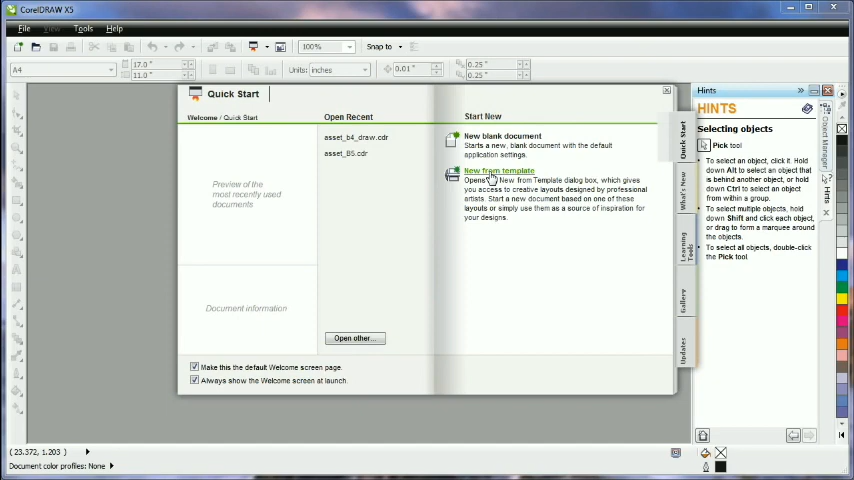 CorelDRAW X5
File View Tools Help
100% Snap to
A4 17.0 " 11.0 " Units: inches 0.01 " 0.25 " 0.25 "
Quick Start
Welcome / Quick Start
Open Recent
asset_b4_draw.cdr
asset_B5.cdr
Preview of the
most recently used
documents
Document information
Open other...
Start New
New blank document
Starts a new, blank document with the default
application settings.
New from template
Opens New from Template dialog box, which gives
you access to creative layouts designed by professional
artists. Start a new document based on one of these
layouts or simply use them as a source of inspiration for
your designs.
Make this the default Welcome screen page.
Always show the Welcome screen at launch.
Quick Start
What's New
Learning
Tools
Gallery
Updates
Hints
HINTS
Selecting objects
Pick tool
• To select an object, click it. Hold
down Alt to select an object that
is behind another object, or hold
down Ctrl to select an object
from within a group.
• To select multiple objects, hold
down Shift and click each object,
or drag to form a marquee around
the objects.
• To select all objects, double-click
the Pick tool.
Object Manager
Hints
(23.372, 1.203)
Document color profiles: None